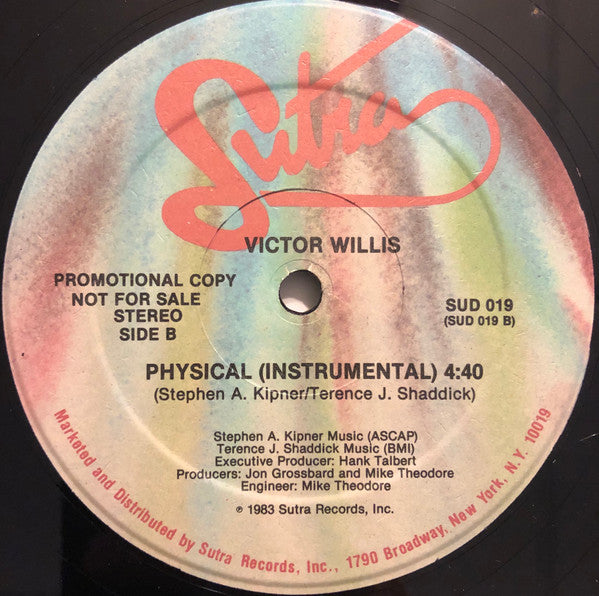 Sutra
VICTOR WILLIS
PROMOTIONAL COPY
NOT FOR SALE
STEREO
SIDE B
SUD 019
(SUD 019 B)
PHYSICAL (INSTRUMENTAL) 4:40
(Stephen A. Kipner/Terence J. Shaddick)
Stephen A. Kipner Music (ASCAP)
Terence J. Shaddick Music (BMI)
Executive Producer: Hank Talbert
Producers: Jon Grossbard and Mike Theodore
Engineer: Mike Theodore
℗ 1983 Sutra Records, Inc.
Marketed and Distributed by Sutra Records, Inc., 1790 Broadway, New York, N.Y. 10019